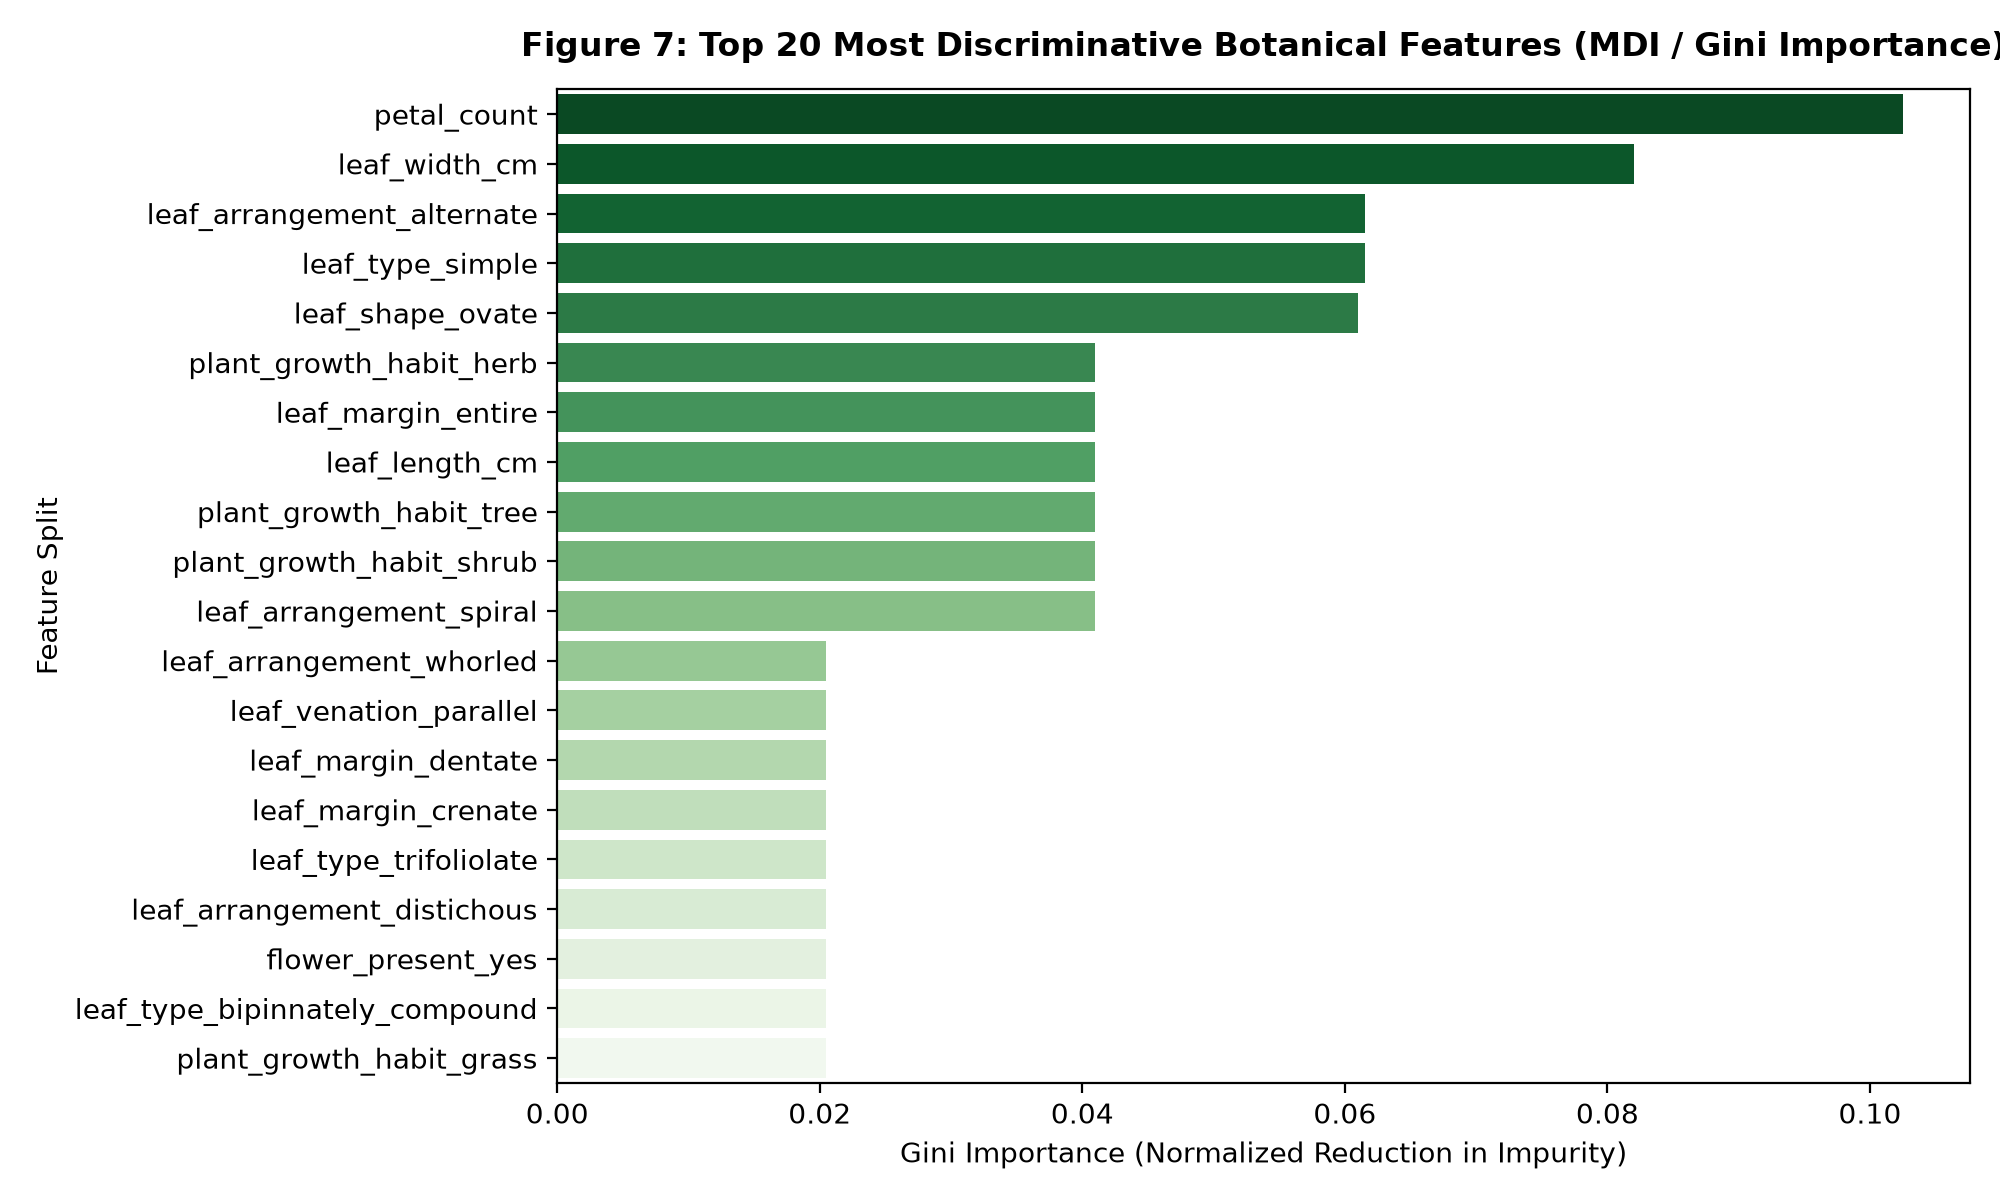 Figure 7: Top 20 Most Discriminative Botanical Features (MDI / Gini Importance)
petal_count
leaf_width_cm
leaf_arrangement_alternate
leaf_type_simple
leaf_shape_ovate
plant_growth_habit_herb
leaf_margin_entire
leaf_length_cm
plant_growth_habit_tree
plant_growth_habit_shrub
leaf_arrangement_spiral
leaf_arrangement_whorled
leaf_venation_parallel
leaf_margin_dentate
leaf_margin_crenate
leaf_type_trifoliolate
leaf_arrangement_distichous
flower_present_yes
leaf_type_bipinnately_compound
plant_growth_habit_grass
Feature Split
0.00 0.02 0.04 0.06 0.08 0.10
Gini Importance (Normalized Reduction in Impurity)